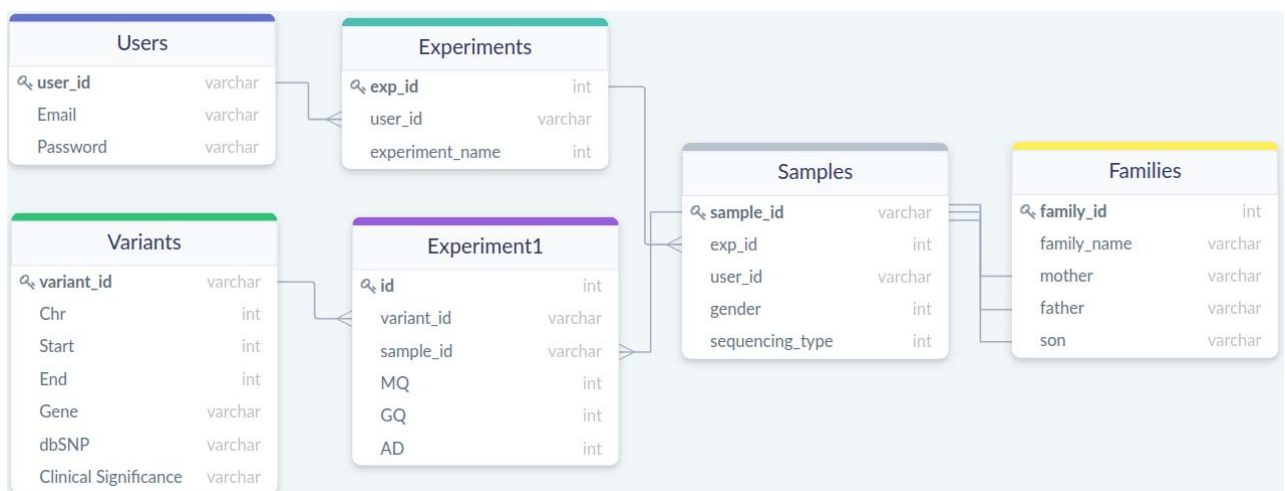 Users
user_id varchar
Email varchar
Password varchar
Experiments
exp_id int
user_id varchar
experiment_name int
Variants
variant_id varchar
Chr int
Start int
End int
Gene varchar
dbSNP varchar
Clinical Significance varchar
Experiment1
id int
variant_id varchar
sample_id varchar
MQ int
GQ int
AD int
Samples
sample_id varchar
exp_id int
user_id varchar
gender int
sequencing_type int
Families
family_id int
family_name varchar
mother varchar
father varchar
son varchar